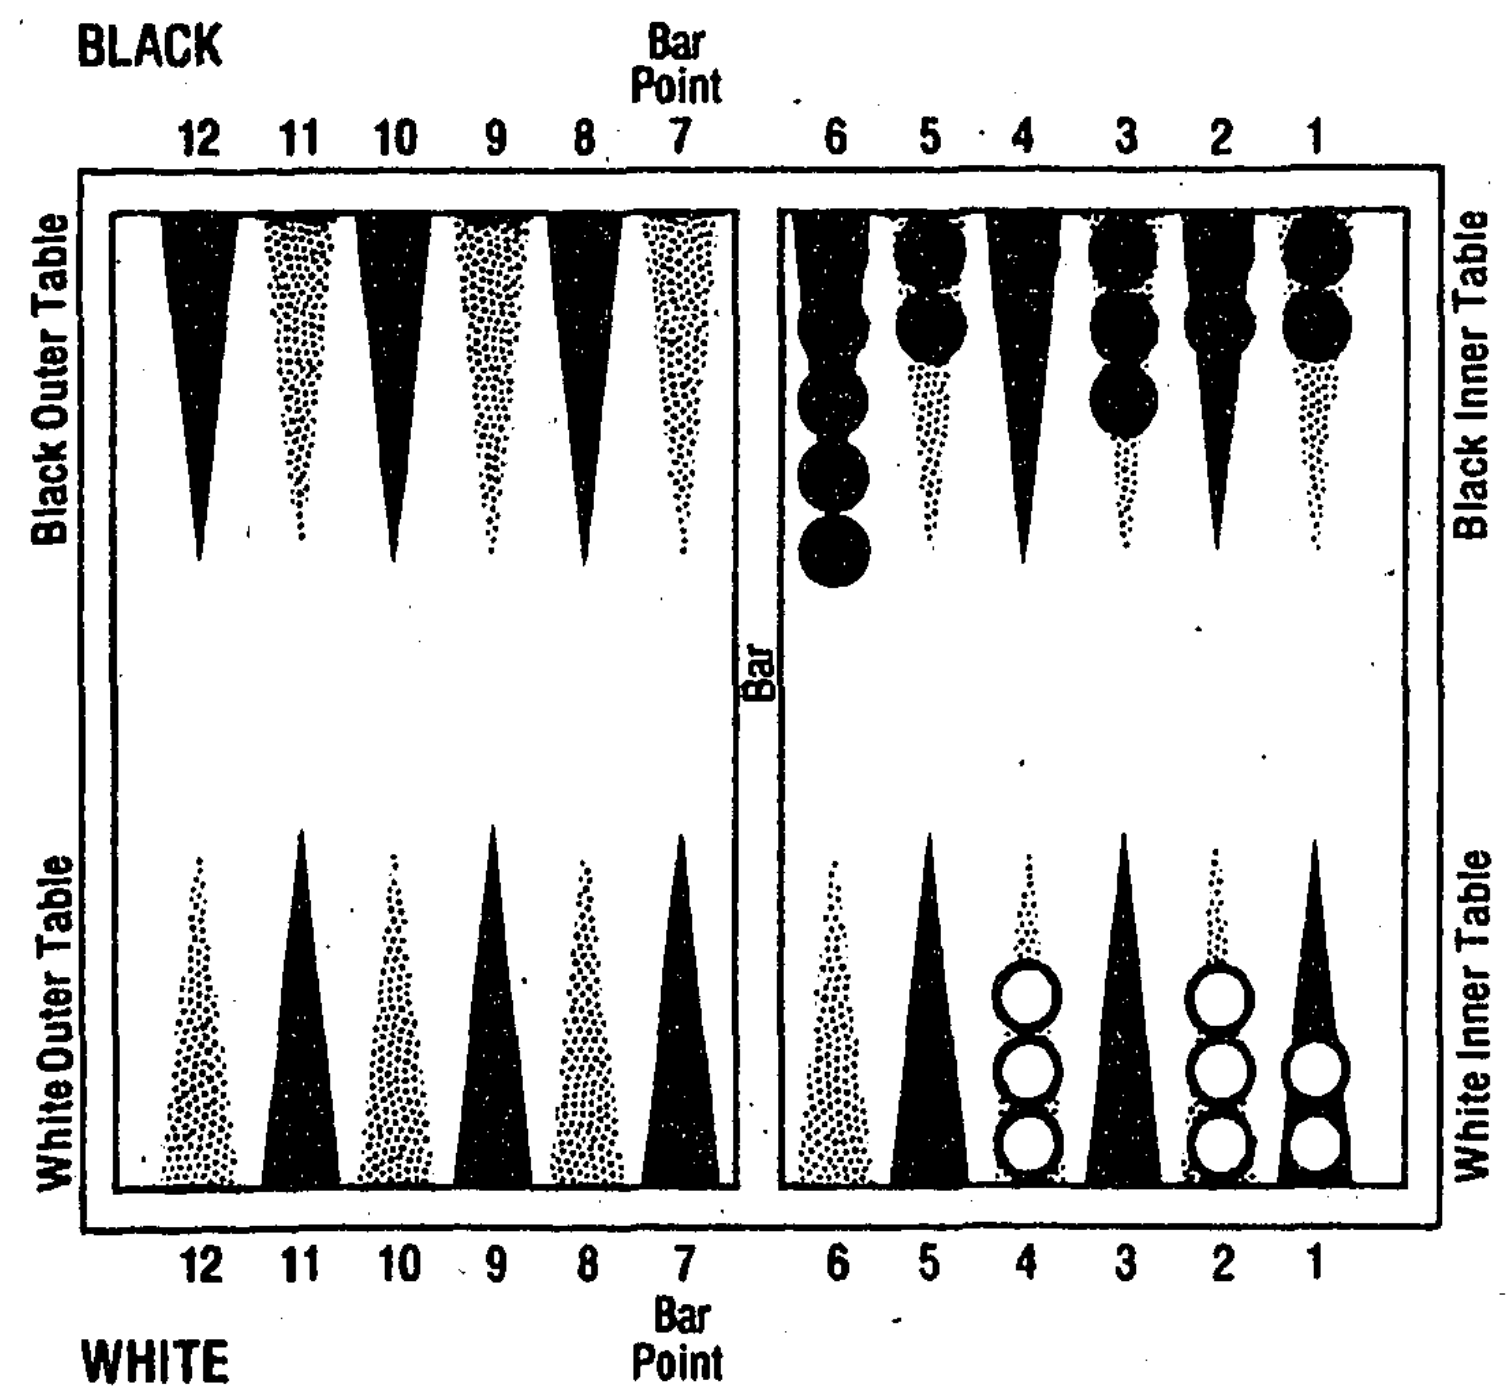 BLACK
Bar
Point
12 11 10 9 8 7 6 5 4 3 2 1
Black Outer Table
Black Inner Table
Bar
White Outer Table
White Inner Table
12 11 10 9 8 7 6 5 4 3 2 1
Bar
Point
WHITE